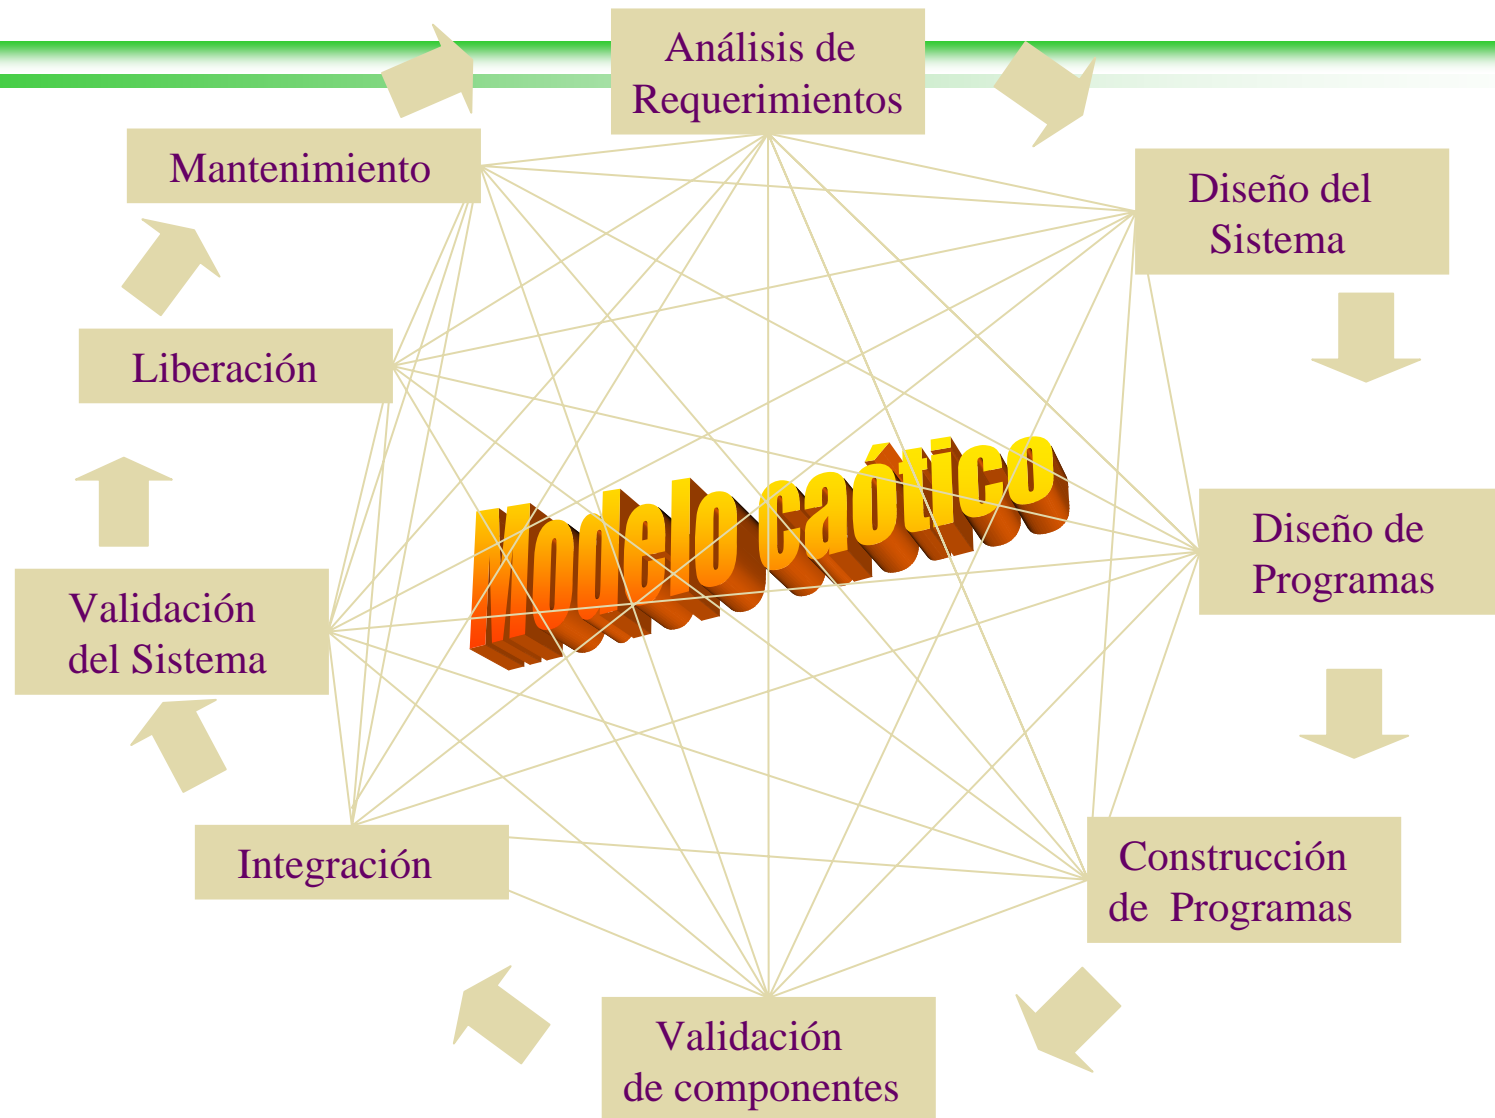 Análisis de
Requerimientos
Mantenimiento
Diseño del
Sistema
Liberación
Modelo caótico
Diseño de
Programas
Validación
del Sistema
Integración
Construcción
de Programas
Validación
de componentes